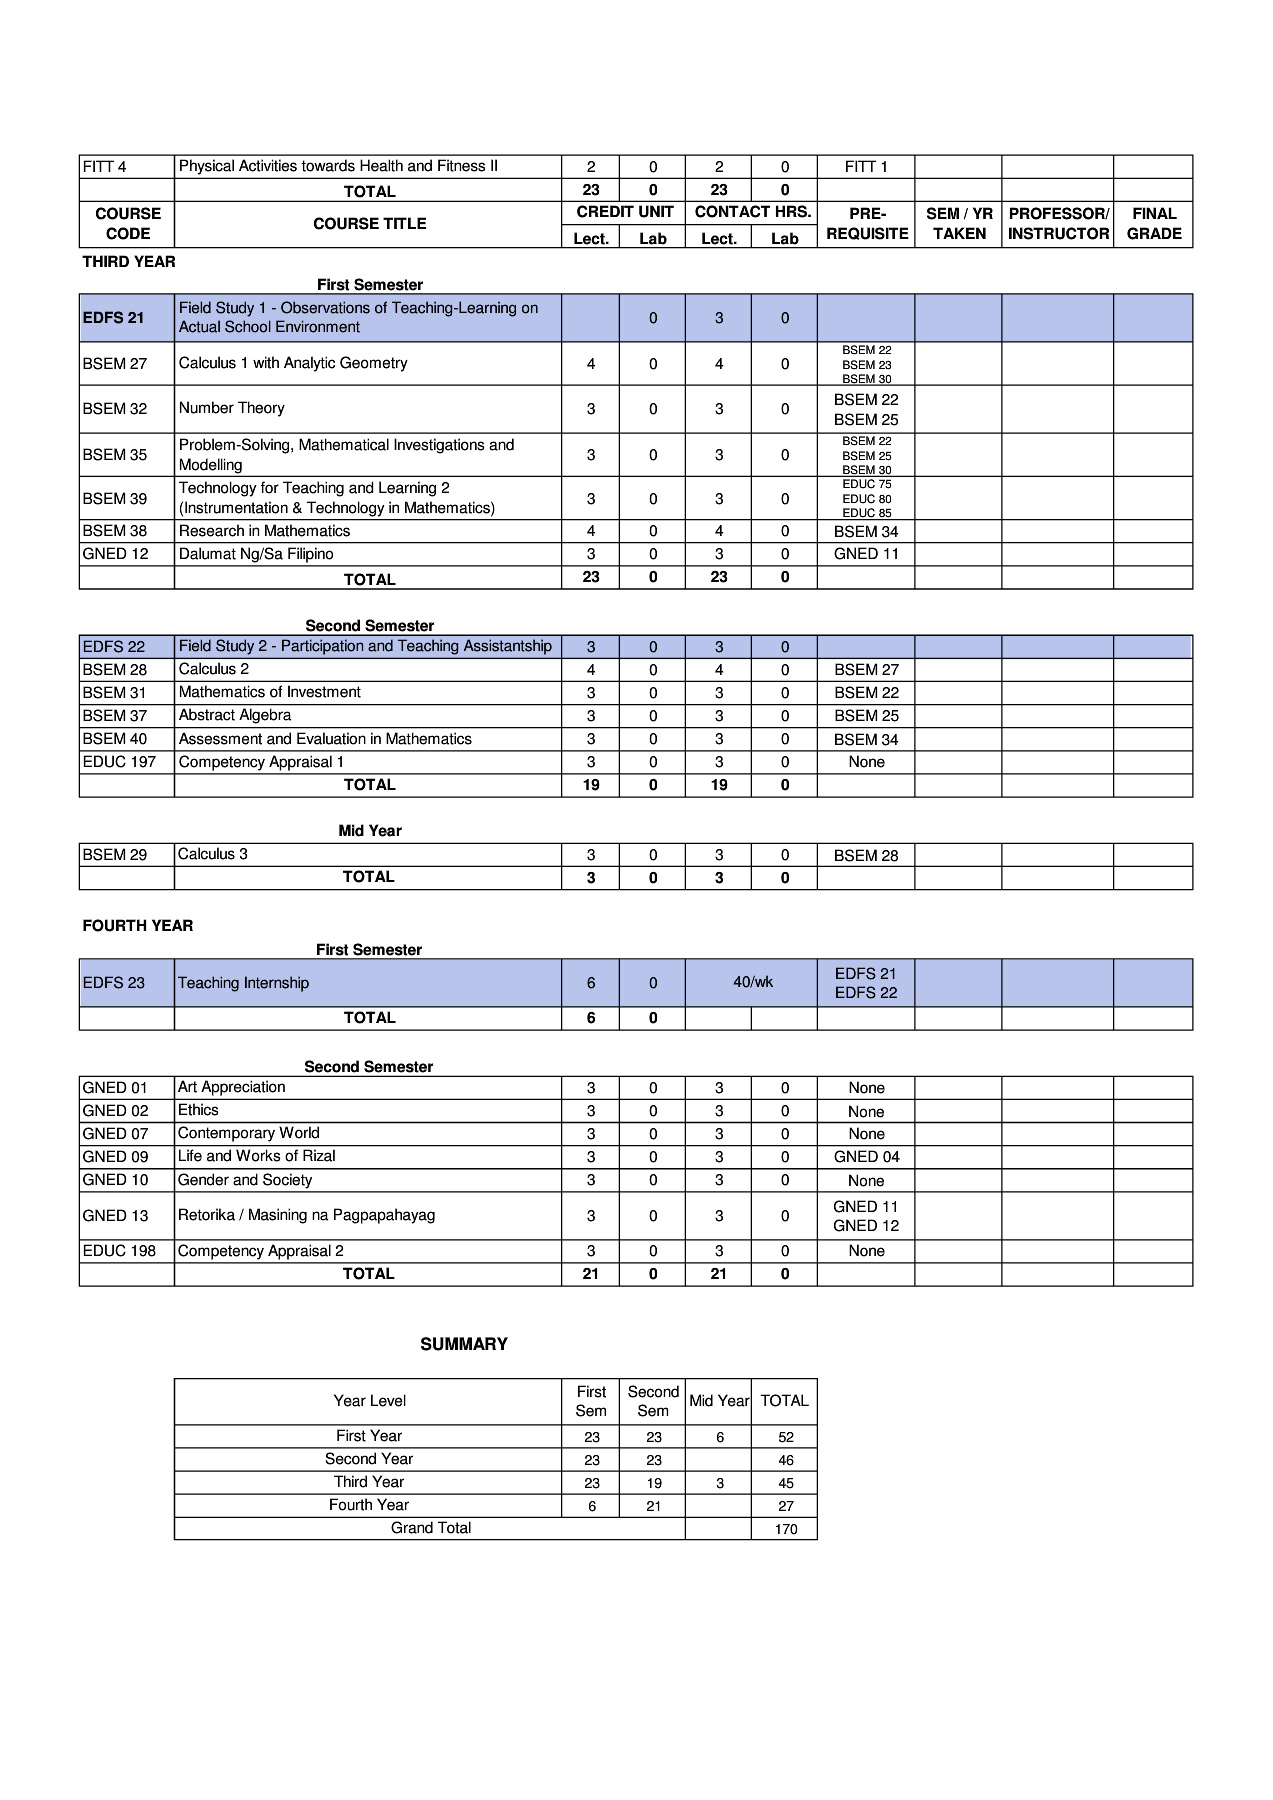 FITT 4 Physical Activities towards Health and Fitness II 2 0 2 0 FITT 1
TOTAL 23 0 23 0
COURSE CODE COURSE TITLE CREDIT UNIT CONTACT HRS. PRE-REQUISITE SEM / YR TAKEN PROFESSOR/ INSTRUCTOR FINAL GRADE
Lect. Lab Lect. Lab
THIRD YEAR
First Semester
EDFS 21 Field Study 1 - Observations of Teaching-Learning on Actual School Environment 0 3 0
BSEM 27 Calculus 1 with Analytic Geometry 4 0 4 0 BSEM 22 BSEM 23 BSEM 30
BSEM 32 Number Theory 3 0 3 0 BSEM 22 BSEM 25
BSEM 35 Problem-Solving, Mathematical Investigations and Modelling 3 0 3 0 BSEM 22 BSEM 25 BSEM 30
BSEM 39 Technology for Teaching and Learning 2 (Instrumentation & Technology in Mathematics) 3 0 3 0 EDUC 75 EDUC 80 EDUC 85
BSEM 38 Research in Mathematics 4 0 4 0 BSEM 34
GNED 12 Dalumat Ng/Sa Filipino 3 0 3 0 GNED 11
TOTAL 23 0 23 0
Second Semester
EDFS 22 Field Study 2 - Participation and Teaching Assistantship 3 0 3 0
BSEM 28 Calculus 2 4 0 4 0 BSEM 27
BSEM 31 Mathematics of Investment 3 0 3 0 BSEM 22
BSEM 37 Abstract Algebra 3 0 3 0 BSEM 25
BSEM 40 Assessment and Evaluation in Mathematics 3 0 3 0 BSEM 34
EDUC 197 Competency Appraisal 1 3 0 3 0 None
TOTAL 19 0 19 0
Mid Year
BSEM 29 Calculus 3 3 0 3 0 BSEM 28
TOTAL 3 0 3 0
FOURTH YEAR
First Semester
EDFS 23 Teaching Internship 6 0 40/wk EDFS 21 EDFS 22
TOTAL 6 0
Second Semester
GNED 01 Art Appreciation 3 0 3 0 None
GNED 02 Ethics 3 0 3 0 None
GNED 07 Contemporary World 3 0 3 0 None
GNED 09 Life and Works of Rizal 3 0 3 0 GNED 04
GNED 10 Gender and Society 3 0 3 0 None
GNED 13 Retorika / Masining na Pagpapahayag 3 0 3 0 GNED 11 GNED 12
EDUC 198 Competency Appraisal 2 3 0 3 0 None
TOTAL 21 0 21 0
SUMMARY
Year Level First Sem Second Sem Mid Year TOTAL
First Year 23 23 6 52
Second Year 23 23 46
Third Year 23 19 3 45
Fourth Year 6 21 27
Grand Total 170